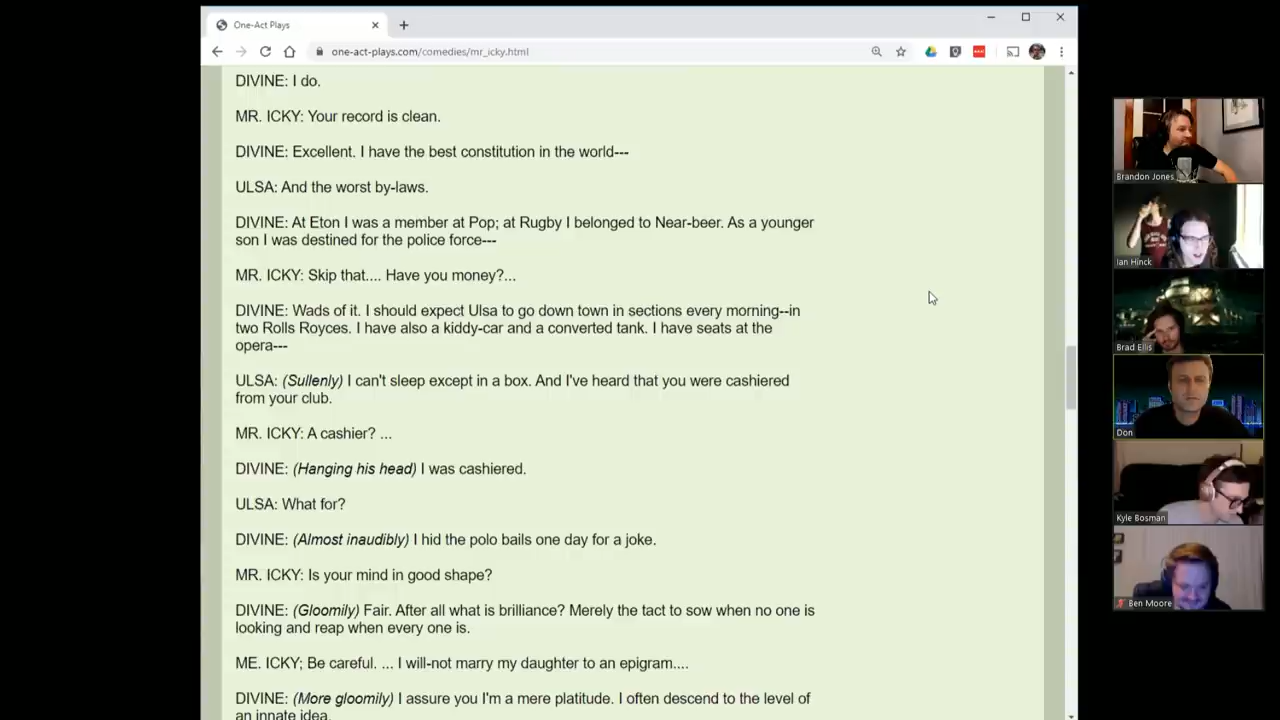 One-Act Plays
one-act-plays.com/comedies/mr_icky.html
DIVINE: I do.
MR. ICKY: Your record is clean.
DIVINE: Excellent. I have the best constitution in the world---
ULSA: And the worst by-laws.
DIVINE: At Eton I was a member at Pop; at Rugby I belonged to Near-beer. As a younger
son I was destined for the police force---
MR. ICKY: Skip that.... Have you money?...
DIVINE: Wads of it. I should expect Ulsa to go down town in sections every morning--in
two Rolls Royces. I have also a kiddy-car and a converted tank. I have seats at the
opera---
ULSA: (Sullenly) I can't sleep except in a box. And I've heard that you were cashiered
from your club.
MR. ICKY: A cashier? ...
DIVINE: (Hanging his head) I was cashiered.
ULSA: What for?
DIVINE: (Almost inaudibly) I hid the polo bails one day for a joke.
MR. ICKY: Is your mind in good shape?
DIVINE: (Gloomily) Fair. After all what is brilliance? Merely the tact to sow when no one is
looking and reap when every one is.
ME. ICKY; Be careful. ... I will-not marry my daughter to an epigram....
DIVINE: (More gloomily) I assure you I'm a mere platitude. I often descend to the level of
an innate idea.
Brandon Jones
Ian Hinck
Brad Ellis
Don
Kyle Bosman
Ben Moore